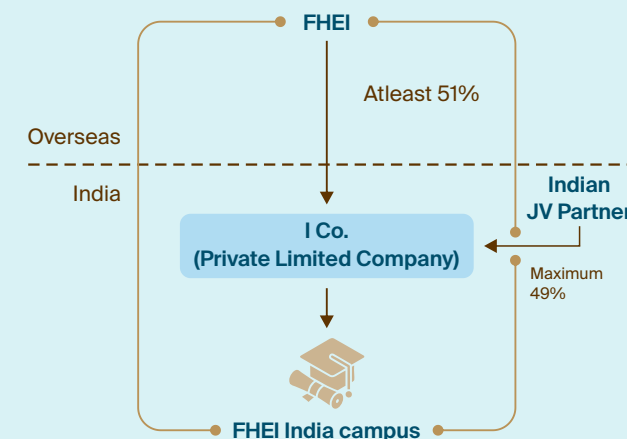 FHEI
Atleast 51%
Overseas
India
Indian
JV Partner
I Co.
(Private Limited Company)
Maximum
49%
FHEI India campus